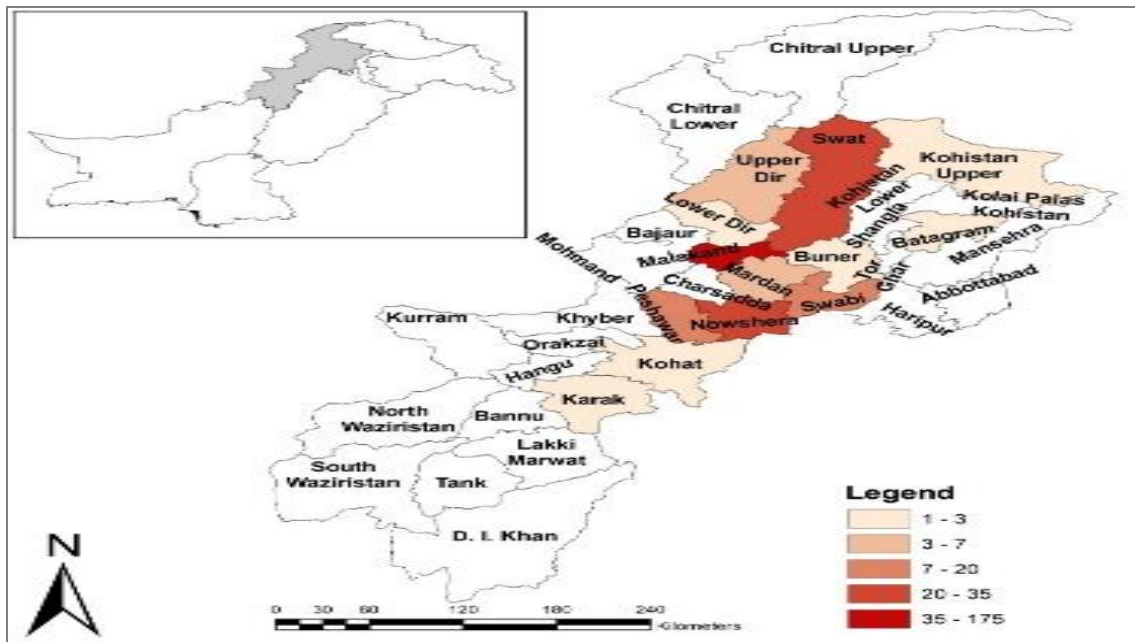 Chitral Upper
Chitral
Lower
Swat
Upper
Dir
Kohistan
Upper
Kohistan
Lower
Kolai Palas
Kohistan
Lower Dir
Shangla
Bajaur
Batagram
Mansehra
Malakand
Buner
Tor
Ghar
Mohmand
Mardan
Abbottabad
Charsadda
Swabi
Haripur
Peshawar
Nowshera
Kurram
Khyber
Orakzai
Hangu
Kohat
Karak
North
Waziristan
Bannu
Lakki
Marwat
South
Waziristan
Tank
D. I. Khan
Legend
1 - 3
3 - 7
7 - 20
20 - 35
35 - 175
N
0 30 60 120 180 240
Kilometers